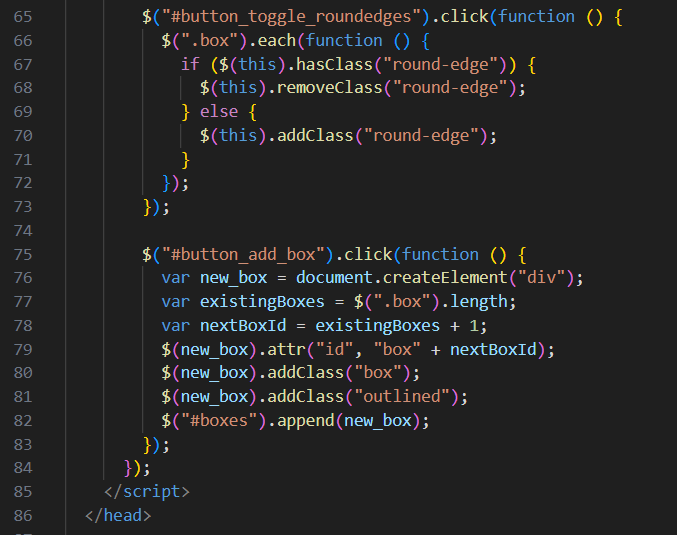 65 $("#button_toggle_roundedges").click(function () {
66 $(".box").each(function () {
67 if ($(this).hasClass("round-edge")) {
68 $(this).removeClass("round-edge");
69 } else {
70 $(this).addClass("round-edge");
71 }
72 });
73 });
74
75 $("#button_add_box").click(function () {
76 var new_box = document.createElement("div");
77 var existingBoxes = $(".box").length;
78 var nextBoxId = existingBoxes + 1;
79 $(new_box).attr("id", "box" + nextBoxId);
80 $(new_box).addClass("box");
81 $(new_box).addClass("outlined");
82 $("#boxes").append(new_box);
83 });
84 });
85 </script>
86 </head>